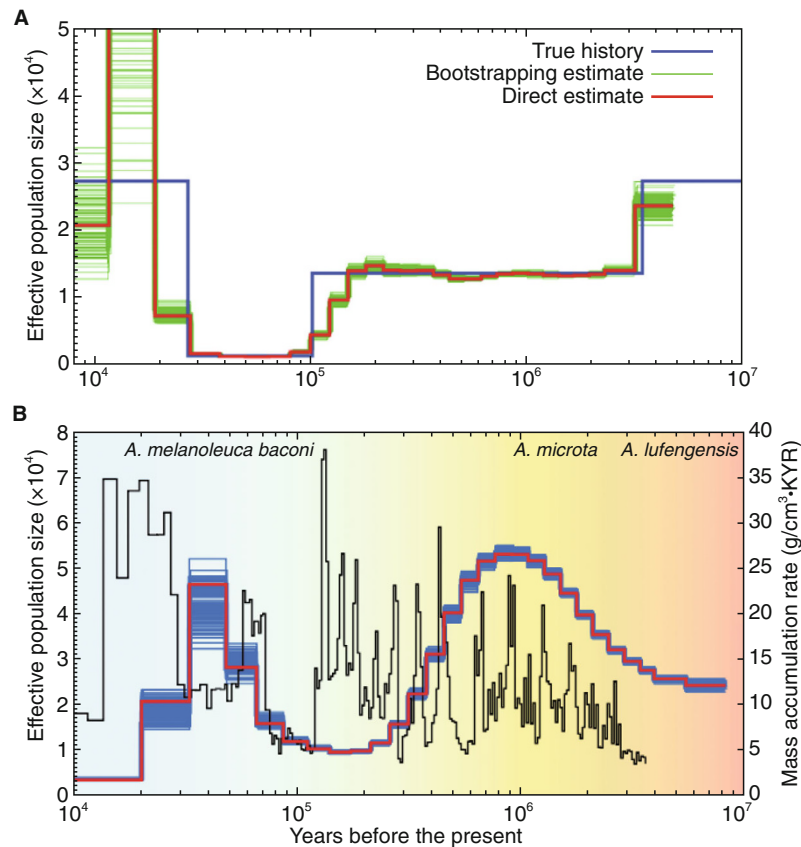 A
5
4
3
2
1
0
Effective population size (×10⁴)
True history
Bootstrapping estimate
Direct estimate
10⁴ 10⁵ 10⁶ 10⁷
B
8
7
6
5
4
3
2
1
0
Effective population size (×10⁴)
A. melanoleuca baconi A. microta A. lufengensis
40
35
30
25
20
15
10
5
0
Mass accumulation rate (g/cm³•KYR)
10⁴ 10⁵ 10⁶ 10⁷
Years before the present